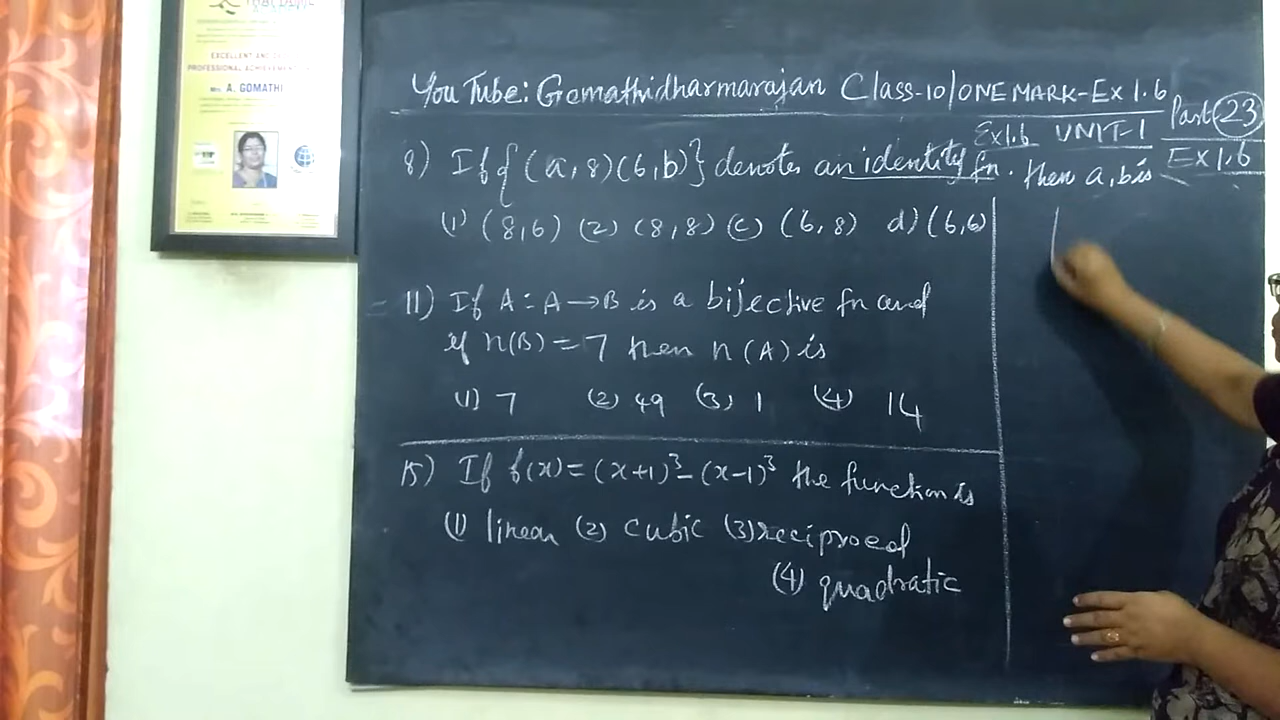 EXCELLENT AND
PROFESSIONAL ACHIEVEMENT
Mrs. A. GOMATHI
YouTube: Gomathidharmarajan Class-10/ONE MARK-Ex 1.6
Part-23
Ex 1.6 UNIT-1
Ex 1.6
8) If {(a,8)(6,b)} denotes an identity fn. then a,b is
(1) (8,6) (2) (8,8) (c) (6,8) d) (6,6)
11) If A : A → B is a bijective fn and
if n(B) = 7 then n(A) is
(1) 7 (2) 49 (3) 1 (4) 14
15) If f(x) = (x+1)³ - (x-1)³ the function is
(1) linear (2) cubic (3) reciprocal
(4) quadratic